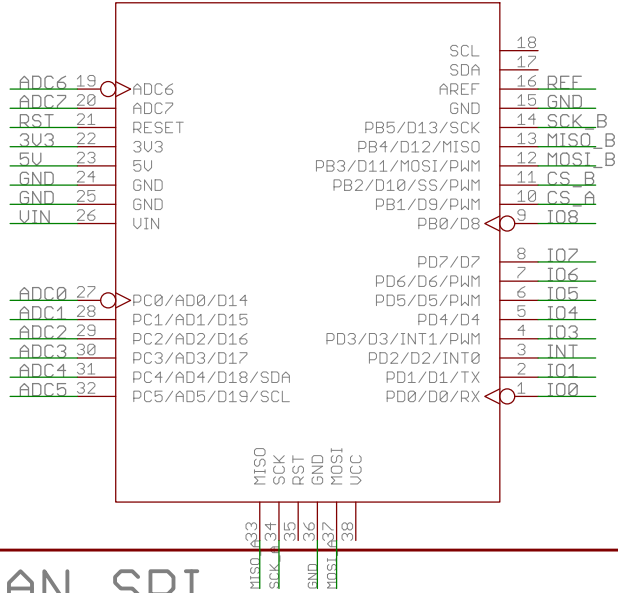 SCL 18
SDA 17
ADC6 19 ADC6 AREF 16 REF
ADC7 20 ADC7 GND 15 GND
RST 21 RESET PB5/D13/SCK 14 SCK_B
3V3 22 3V3 PB4/D12/MISO 13 MISO_B
5V 23 5V PB3/D11/MOSI/PWM 12 MOSI_B
GND 24 GND PB2/D10/SS/PWM 11 CS_B
GND 25 GND PB1/D9/PWM 10 CS_A
VIN 26 VIN PB0/D8 9 IO8
PD7/D7 8 IO7
PD6/D6/PWM 7 IO6
ADC0 27 PC0/AD0/D14 PD5/D5/PWM 6 IO5
ADC1 28 PC1/AD1/D15 PD4/D4 5 IO4
ADC2 29 PC2/AD2/D16 PD3/D3/INT1/PWM 4 IO3
ADC3 30 PC3/AD3/D17 PD2/D2/INT0 3 INT
ADC4 31 PC4/AD4/D18/SDA PD1/D1/TX 2 IO1
ADC5 32 PC5/AD5/D19/SCL PD0/D0/RX 1 IO0
MISO SCK RST GND MOSI VCC
33 34 35 36 37 38
MISO_A SCK_A GND MOSI_A
AN SPI